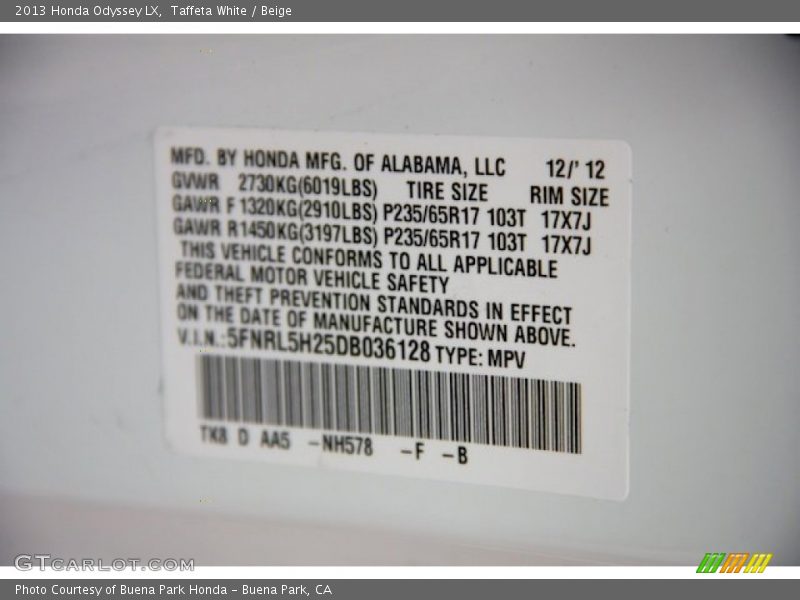 2013 Honda Odyssey LX, Taffeta White / Beige
MFD. BY HONDA MFG. OF ALABAMA, LLC 12/' 12
GVWR 2730KG(6019LBS) TIRE SIZE RIM SIZE
GAWR F 1320KG(2910LBS) P235/65R17 103T 17X7J
GAWR R1450KG(3197LBS) P235/65R17 103T 17X7J
THIS VEHICLE CONFORMS TO ALL APPLICABLE
FEDERAL MOTOR VEHICLE SAFETY
AND THEFT PREVENTION STANDARDS IN EFFECT
ON THE DATE OF MANUFACTURE SHOWN ABOVE.
V.I.N.:5FNRL5H25DB036128 TYPE: MPV
TK8 D AA5 -NH578 -F -B
GTCARLOT.COM
Photo Courtesy of Buena Park Honda - Buena Park, CA